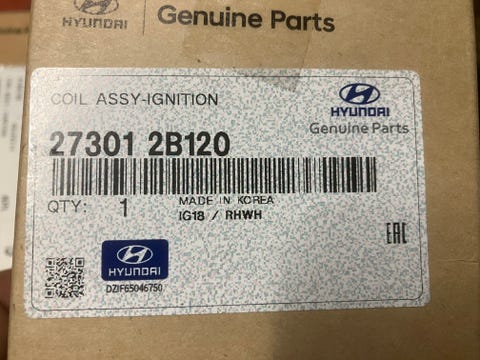 HYUNDAI
Genuine Parts
COIL ASSY-IGNITION
HYUNDAI
Genuine Parts
27301 2B120
QTY: 1
MADE IN KOREA
IG18 / RHWH
EAC
HYUNDAI
DZIF65046750